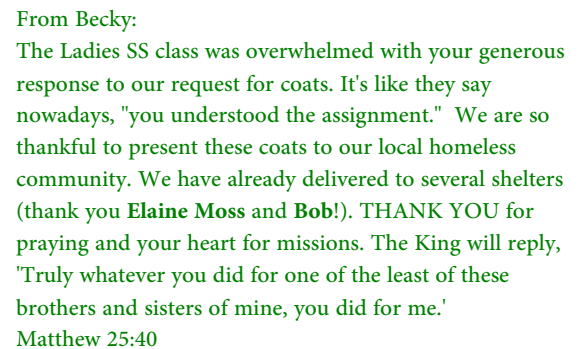 From Becky:
The Ladies SS class was overwhelmed with your generous
response to our request for coats. It's like they say
nowadays, "you understood the assignment."  We are so
thankful to present these coats to our local homeless
community. We have already delivered to several shelters
(thank you Elaine Moss and Bob!). THANK YOU for
praying and your heart for missions. The King will reply,
'Truly whatever you did for one of the least of these
brothers and sisters of mine, you did for me.'
Matthew 25:40